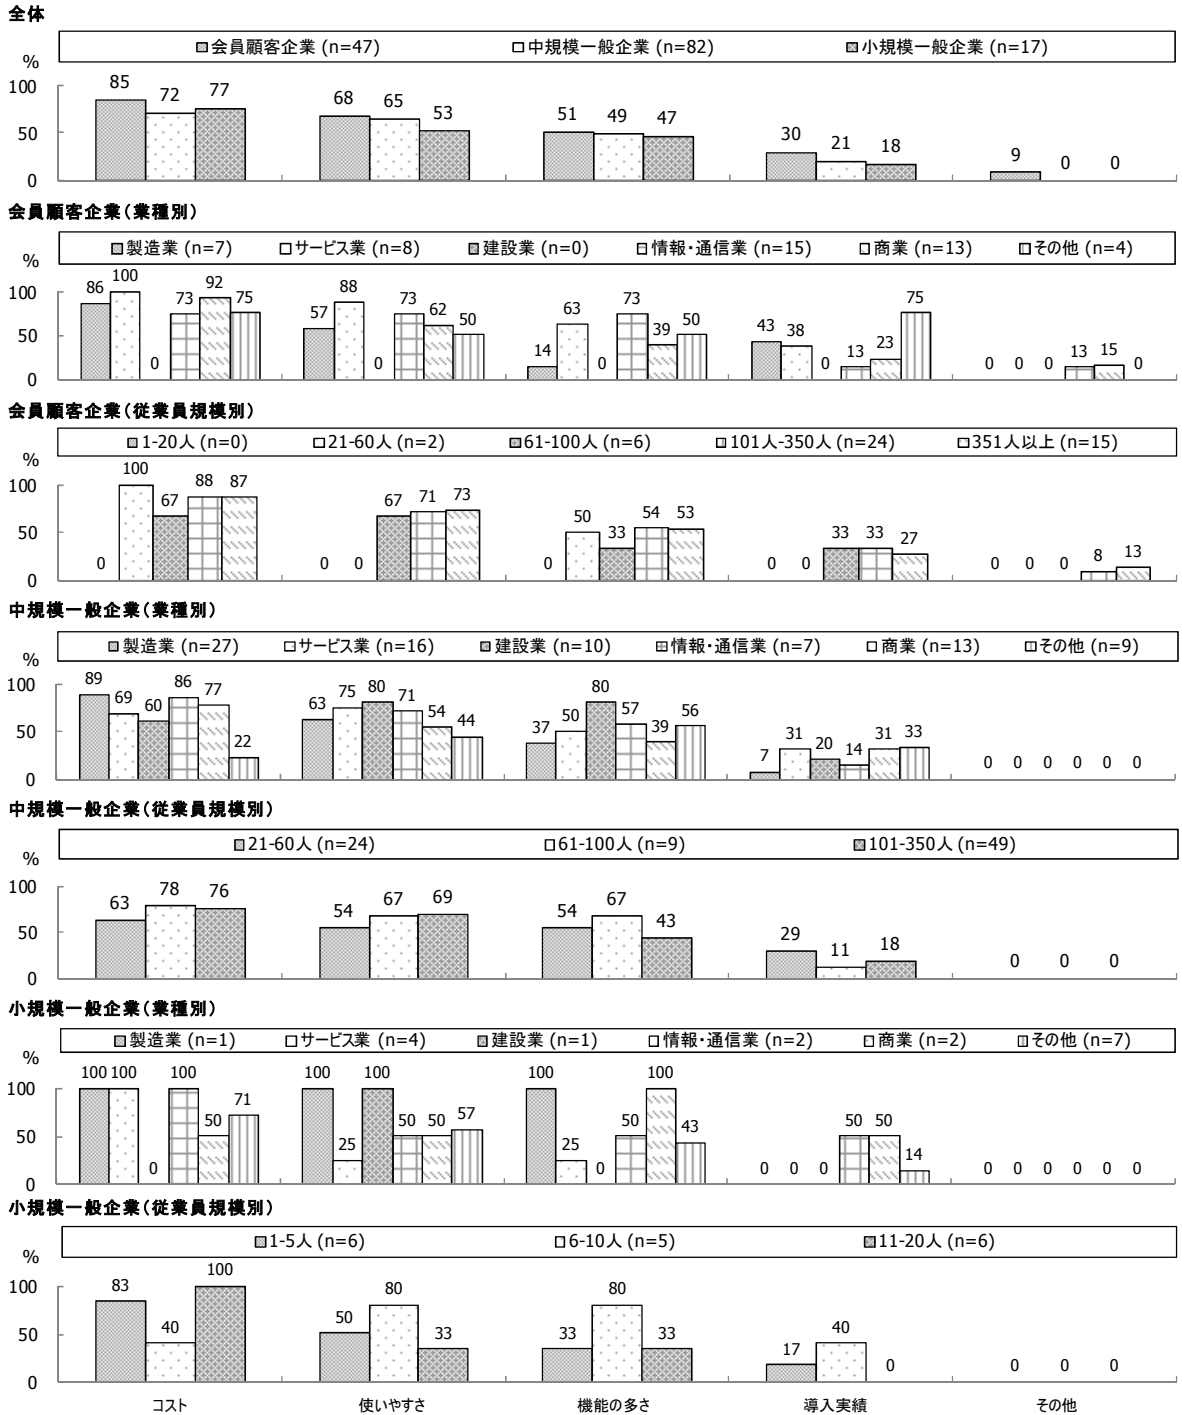 全体
会員顧客企業 (n=47) 中規模一般企業 (n=82) 小規模一般企業 (n=17)
%
100
50
0
85 72 77 68 65 53 51 49 47 30 21 18 9 0 0
会員顧客企業(業種別)
製造業 (n=7) サービス業 (n=8) 建設業 (n=0) 情報・通信業 (n=15) 商業 (n=13) その他 (n=4)
%
100
50
0
86 100 0 73 92 75 57 88 0 73 62 50 14 63 0 73 39 50 43 38 0 13 23 75 0 0 0 13 15 0
会員顧客企業(従業員規模別)
1-20人 (n=0) 21-60人 (n=2) 61-100人 (n=6) 101人-350人 (n=24) 351人以上 (n=15)
%
100
50
0
0 100 67 88 87 0 0 67 71 73 0 50 33 54 53 0 0 33 33 27 0 0 0 8 13
中規模一般企業(業種別)
製造業 (n=27) サービス業 (n=16) 建設業 (n=10) 情報・通信業 (n=7) 商業 (n=13) その他 (n=9)
%
100
50
0
89 69 60 86 77 22 63 75 80 71 54 44 37 50 80 57 39 56 7 31 20 14 31 33 0 0 0 0 0 0
中規模一般企業(従業員規模別)
21-60人 (n=24) 61-100人 (n=9) 101-350人 (n=49)
%
100
50
0
63 78 76 54 67 69 54 67 43 29 11 18 0 0 0
小規模一般企業(業種別)
製造業 (n=1) サービス業 (n=4) 建設業 (n=1) 情報・通信業 (n=2) 商業 (n=2) その他 (n=7)
%
100
50
0
100 100 0 100 50 71 100 25 100 50 50 57 100 25 0 50 100 43 0 0 0 50 50 14 0 0 0 0 0 0
小規模一般企業(従業員規模別)
1-5人 (n=6) 6-10人 (n=5) 11-20人 (n=6)
%
100
50
0
83 40 100 50 80 33 33 80 33 17 40 0 0 0 0
コスト 使いやすさ 機能の多さ 導入実績 その他